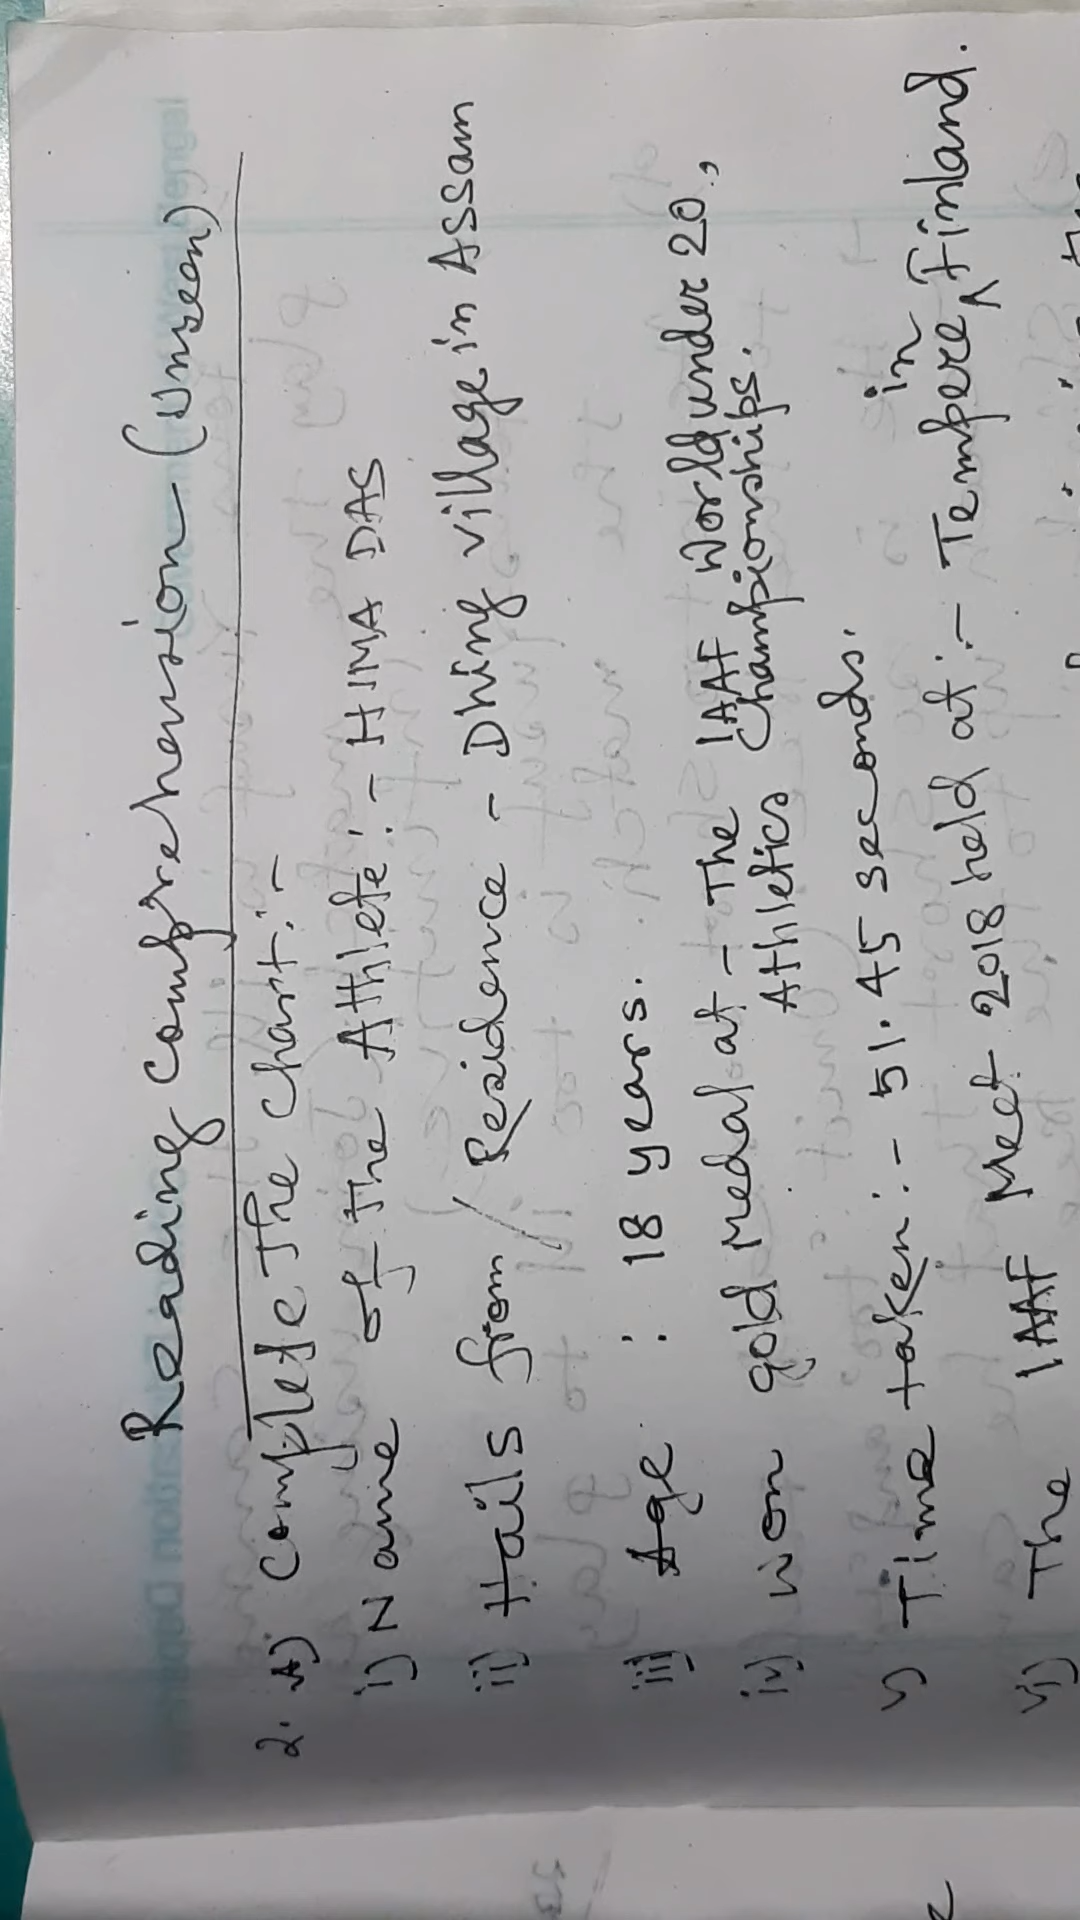 Reading Comprehension (Unseen)
2. A) Complete The Chart :-
i) Name of the Athlete :- HIMA DAS
ii) Hails from / Residence - Dhing village in Assam
iii) Age : 18 years.
iv) won gold Medal at - The IAAF World under 20,
Athletics Championships.
v) Time taken :- 51.45 seconds.
vi) The IAAF Meet 2018 held at :- Tempere, in Finland.